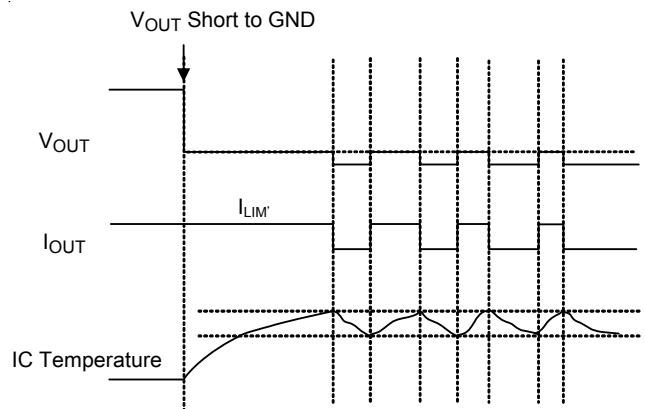 VOUT Short to GND
VOUT
ILIM'
IOUT
IC Temperature